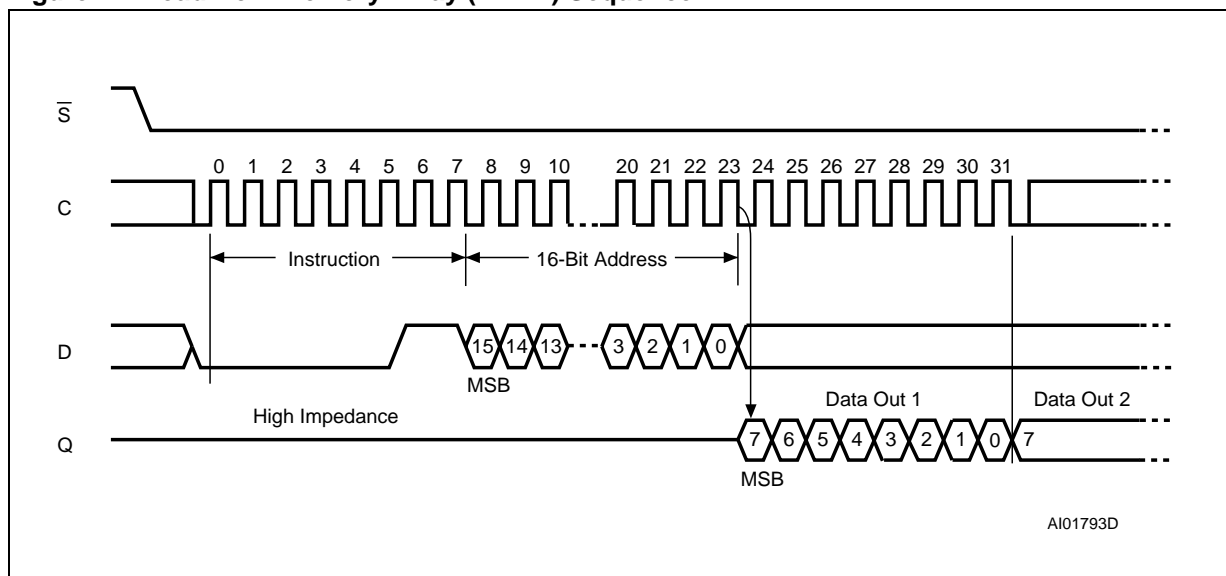 S
0 1 2 3 4 5 6 7 8 9 10 20 21 22 23 24 25 26 27 28 29 30 31
C
Instruction 16-Bit Address
D 15 14 13 3 2 1 0
MSB
High Impedance Data Out 1 Data Out 2
Q 7 6 5 4 3 2 1 0 7
MSB
AI01793D